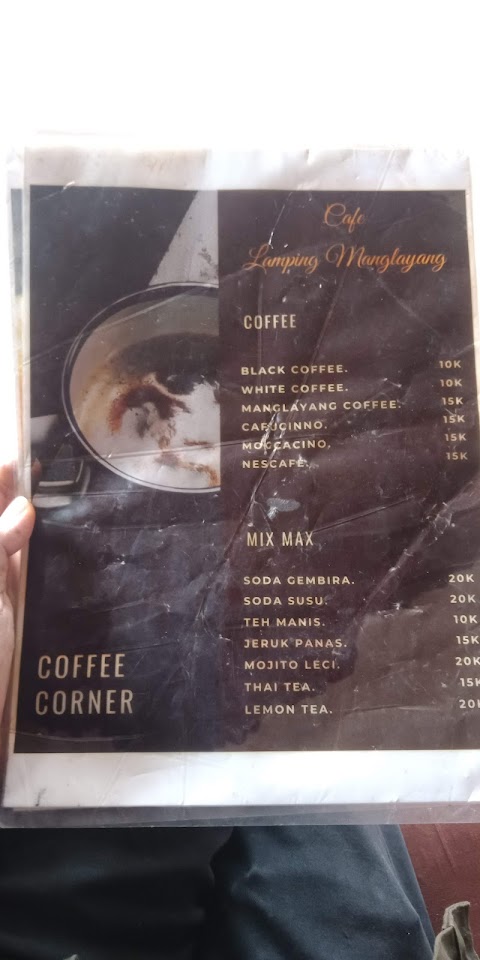 Cafe
Lamping Manglayang
COFFEE
BLACK COFFEE. 10K
WHITE COFFEE. 10K
MANGLAYANG COFFEE. 15K
CAPUCINNO. 15K
MOCCACINO, 15K
NESCAFE. 15K
MIX MAX
SODA GEMBIRA. 20K
SODA SUSU. 20K
TEH MANIS. 10K
JERUK PANAS. 15K
MOJITO LECI. 20K
THAI TEA. 15K
LEMON TEA. 20K
COFFEE
CORNER